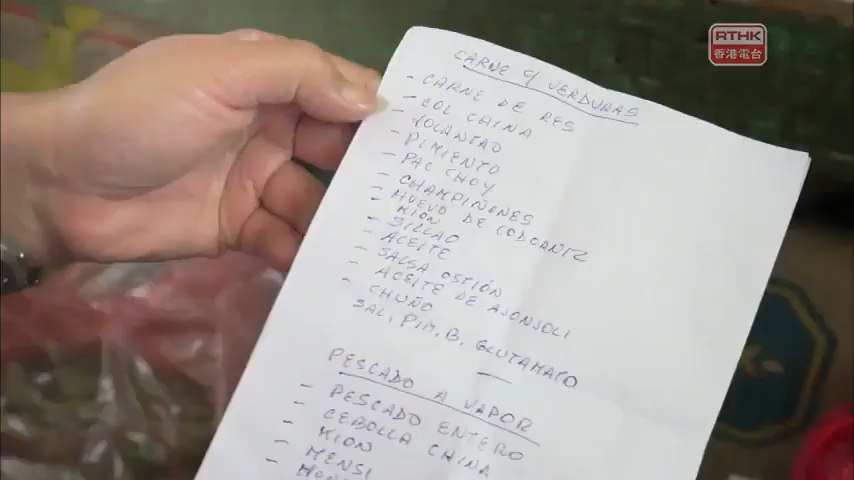 RTHK
香港電台
CARNE Y VERDURAS
- CARNE DE RES
- COL CHINA
- JOLANTAO
- PIMIENTO
- PAC CHOY
- CHAMPIÑONES
- HUEVO DE CODORNIZ
- KIÓN
- SILLAO
- ACEITE
- SALSA OSTIÓN
- ACEITE DE AJONJOLI
- CHUÑO
SAL, PIM. B, GLUTAMATO
PESCADO A VAPOR
- PESCADO ENTERO
- CEBOLLA CHINA
- KION
- MENSI